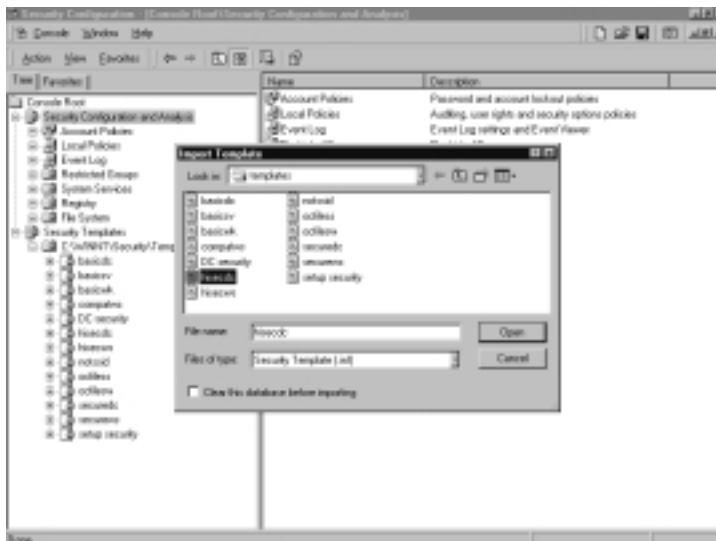 Security Configuration - [Console Root\Security Configuration and Analysis]
Console Window Help
Action View Favorites
Tree Favorites
Name Description
Console Root
Security Configuration and Analysis
Account Policies
Local Policies
Event Log
Restricted Groups
System Services
Registry
File System
Security Templates
C:\WINNT\Security\Temp
basicdc
basicsv
basicwk
compatws
DC security
hisecdc
hisecws
notssid
ocfiless
ocfilesw
securedc
securews
setup security
Account Policies Password and account lockout policies
Local Policies Auditing, user rights and security options policies
Event Log Event Log settings and Event Viewer
Import Template
Look in: templates
basicdc
basicsv
basicwk
compatws
DC security
hisecdc
hisecws
notssid
ocfiless
ocfilesw
securedc
securews
setup security
File name: hisecdc Open
Files of type: Security Template (.inf) Cancel
Clear this database before importing
Done